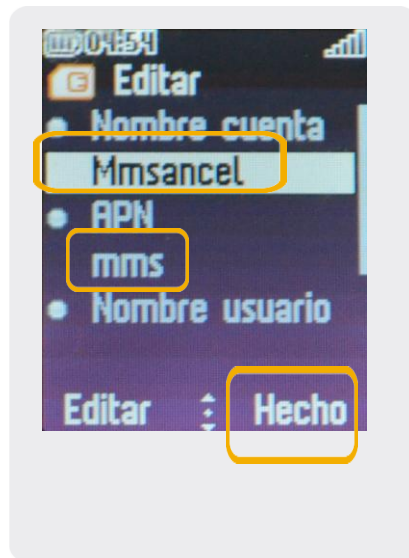 04:54
Editar
Nombre cuenta
Mmsancel
APN
mms
Nombre usuario
Editar Hecho